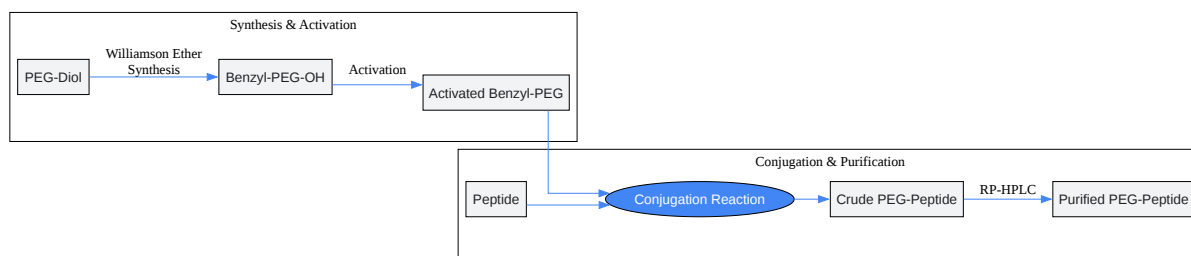 Synthesis & Activation
PEG-Diol
Williamson Ether
Synthesis
Benzyl-PEG-OH
Activation
Activated Benzyl-PEG
Conjugation & Purification
Peptide
Conjugation Reaction
Crude PEG-Peptide
RP-HPLC
Purified PEG-Peptide